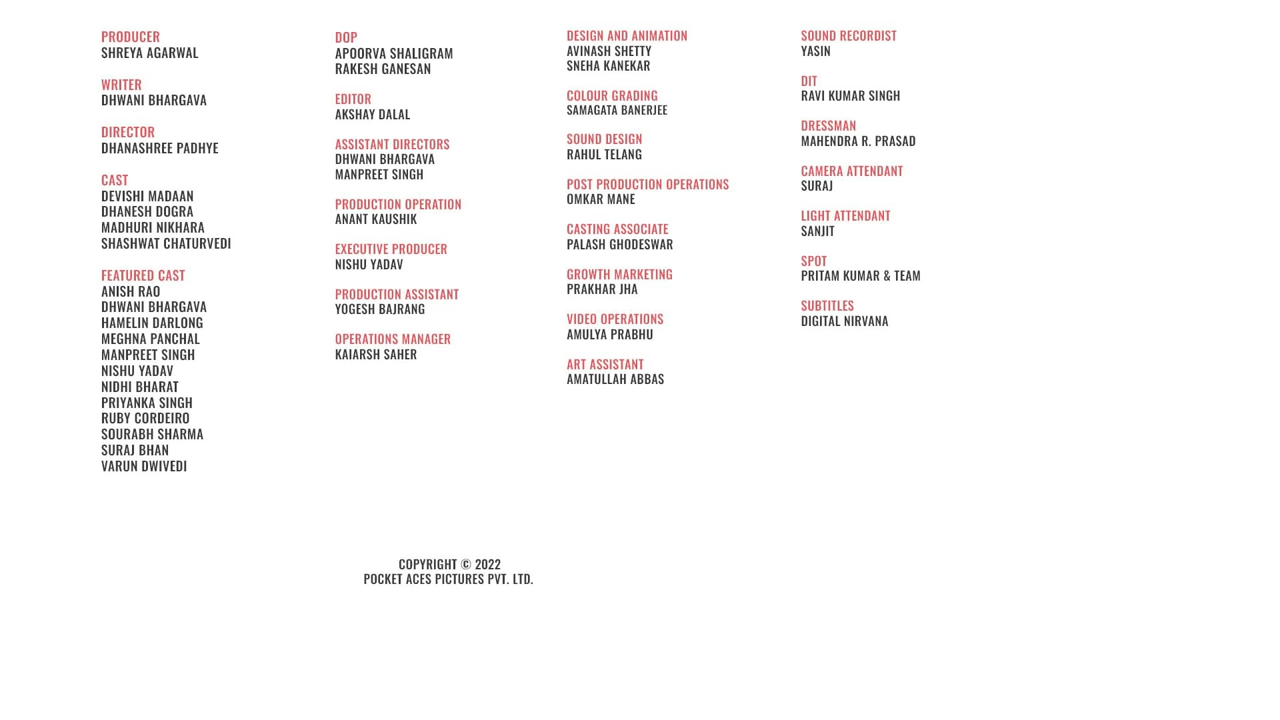 PRODUCER
SHREYA AGARWAL
WRITER
DHWANI BHARGAVA
DIRECTOR
DHANASHREE PADHYE
CAST
DEVISHI MADAAN
DHANESH DOGRA
MADHURI NIKHARA
SHASHWAT CHATURVEDI
FEATURED CAST
ANISH RAO
DHWANI BHARGAVA
HAMELIN DARLONG
MEGHNA PANCHAL
MANPREET SINGH
NISHU YADAV
NIDHI BHARAT
PRIYANKA SINGH
RUBY CORDEIRO
SOURABH SHARMA
SURAJ BHAN
VARUN DWIVEDI
DOP
APOORVA SHALIGRAM
RAKESH GANESAN
EDITOR
AKSHAY DALAL
ASSISTANT DIRECTORS
DHWANI BHARGAVA
MANPREET SINGH
PRODUCTION OPERATION
ANANT KAUSHIK
EXECUTIVE PRODUCER
NISHU YADAV
PRODUCTION ASSISTANT
YOGESH BAJRANG
OPERATIONS MANAGER
KAIARSH SAHER
DESIGN AND ANIMATION
AVINASH SHETTY
SNEHA KANEKAR
COLOUR GRADING
SAMAGATA BANERJEE
SOUND DESIGN
RAHUL TELANG
POST PRODUCTION OPERATIONS
OMKAR MANE
CASTING ASSOCIATE
PALASH GHODESWAR
GROWTH MARKETING
PRAKHAR JHA
VIDEO OPERATIONS
AMULYA PRABHU
ART ASSISTANT
AMATULLAH ABBAS
SOUND RECORDIST
YASIN
DIT
RAVI KUMAR SINGH
DRESSMAN
MAHENDRA R. PRASAD
CAMERA ATTENDANT
SURAJ
LIGHT ATTENDANT
SANJIT
SPOT
PRITAM KUMAR & TEAM
SUBTITLES
DIGITAL NIRVANA
COPYRIGHT © 2022
POCKET ACES PICTURES PVT. LTD.